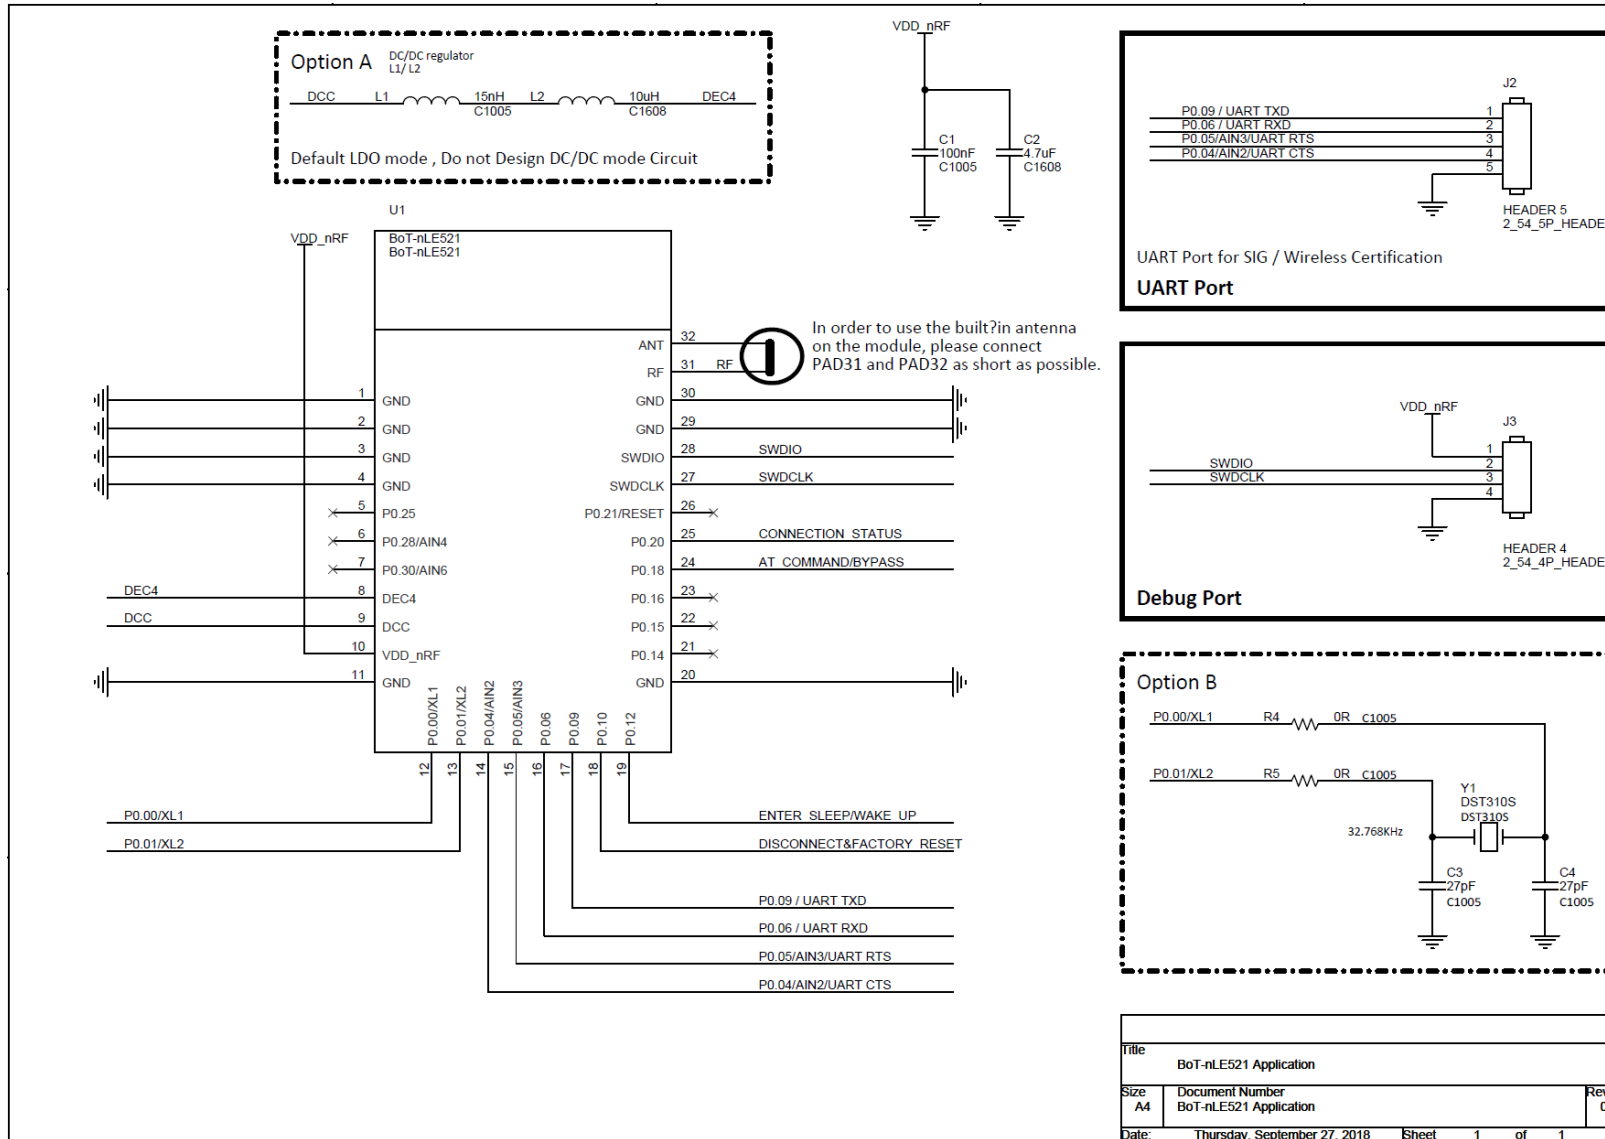 Option A
DC/DC regulator
L1/ L2
DCC L1 15nH L2 10uH DEC4
C1005 C1608
Default LDO mode , Do not Design DC/DC mode Circuit
VDD_nRF
C1
100nF
C1005
C2
4.7uF
C1608
J2
P0.09 / UART TXD 1
P0.06 / UART RXD 2
P0.05/AIN3/UART RTS 3
P0.04/AIN2/UART CTS 4
5
HEADER 5
2_54_5P_HEADE
UART Port for SIG / Wireless Certification
UART Port
U1
VDD_nRF
BoT-nLE521
BoT-nLE521
ANT 32
RF 31 RF
In order to use the built?in antenna
on the module, please connect
PAD31 and PAD32 as short as possible.
1 GND GND 30
2 GND GND 29
3 GND SWDIO 28 SWDIO
4 GND SWDCLK 27 SWDCLK
5 P0.25 P0.21/RESET 26
6 P0.28/AIN4 P0.20 25 CONNECTION_STATUS
7 P0.30/AIN6 P0.18 24 AT_COMMAND/BYPASS
DEC4 8 DEC4 P0.16 23
DCC 9 DCC P0.15 22
10 VDD_nRF P0.14 21
11 GND GND 20
P0.00/XL1
P0.01/XL2
P0.04/AIN2
P0.05/AIN3
P0.06
P0.09
P0.10
P0.12
12
13
14
15
16
17
18
19
P0.00/XL1 ENTER_SLEEP/WAKE_UP
P0.01/XL2 DISCONNECT&FACTORY_RESET
P0.09 / UART TXD
P0.06 / UART RXD
P0.05/AIN3/UART RTS
P0.04/AIN2/UART CTS
VDD_nRF
J3
1
SWDIO 2
SWDCLK 3
4
HEADER 4
2_54_4P_HEADE
Debug Port
Option B
P0.00/XL1 R4 0R C1005
P0.01/XL2 R5 0R C1005
Y1
DST310S
DST310S
32.768KHz
C3
27pF
C1005
C4
27pF
C1005
Title
BoT-nLE521 Application
Size Document Number Rev
A4 BoT-nLE521 Application 0
Date: Thursday, September 27, 2018 Sheet 1 of 1